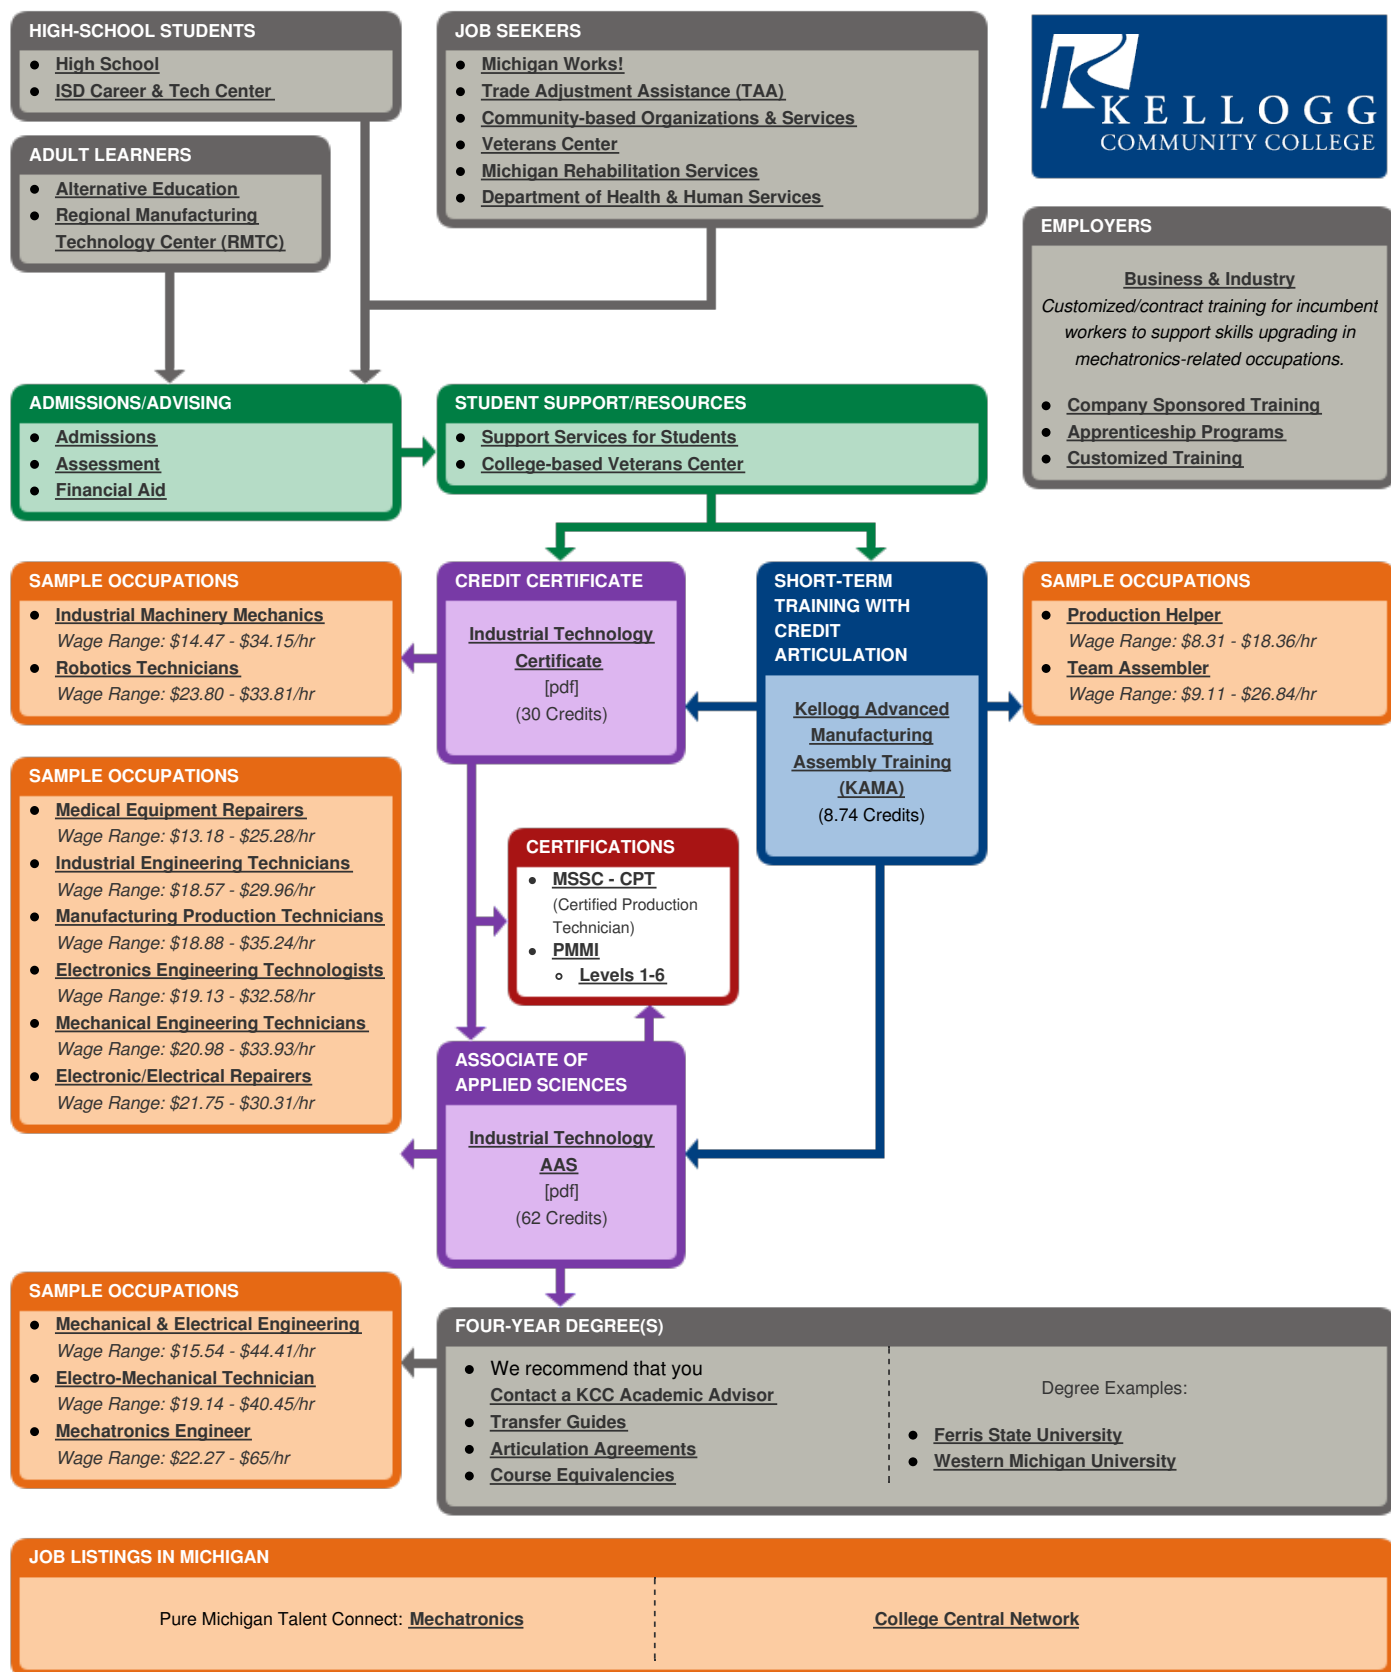 HIGH-SCHOOL STUDENTS
High School
ISD Career & Tech Center
ADULT LEARNERS
Alternative Education
Regional Manufacturing
Technology Center (RMTC)
JOB SEEKERS
Michigan Works!
Trade Adjustment Assistance (TAA)
Community-based Organizations & Services
Veterans Center
Michigan Rehabilitation Services
Department of Health & Human Services
KELLOGG
COMMUNITY COLLEGE
EMPLOYERS
Business & Industry
Customized/contract training for incumbent
workers to support skills upgrading in
mechatronics-related occupations.
Company Sponsored Training
Apprenticeship Programs
Customized Training
ADMISSIONS/ADVISING
Admissions
Assessment
Financial Aid
STUDENT SUPPORT/RESOURCES
Support Services for Students
College-based Veterans Center
SAMPLE OCCUPATIONS
Industrial Machinery Mechanics
Wage Range: $14.47 - $34.15/hr
Robotics Technicians
Wage Range: $23.80 - $33.81/hr
CREDIT CERTIFICATE
Industrial Technology
Certificate
[pdf]
(30 Credits)
SHORT-TERM
TRAINING WITH
CREDIT
ARTICULATION
Kellogg Advanced
Manufacturing
Assembly Training
(KAMA)
(8.74 Credits)
SAMPLE OCCUPATIONS
Production Helper
Wage Range: $8.31 - $18.36/hr
Team Assembler
Wage Range: $9.11 - $26.84/hr
SAMPLE OCCUPATIONS
Medical Equipment Repairers
Wage Range: $13.18 - $25.28/hr
Industrial Engineering Technicians
Wage Range: $18.57 - $29.96/hr
Manufacturing Production Technicians
Wage Range: $18.88 - $35.24/hr
Electronics Engineering Technologists
Wage Range: $19.13 - $32.58/hr
Mechanical Engineering Technicians
Wage Range: $20.98 - $33.93/hr
Electronic/Electrical Repairers
Wage Range: $21.75 - $30.31/hr
CERTIFICATIONS
MSSC - CPT
(Certified Production
Technician)
PMMI
Levels 1-6
ASSOCIATE OF
APPLIED SCIENCES
Industrial Technology
AAS
[pdf]
(62 Credits)
SAMPLE OCCUPATIONS
Mechanical & Electrical Engineering
Wage Range: $15.54 - $44.41/hr
Electro-Mechanical Technician
Wage Range: $19.14 - $40.45/hr
Mechatronics Engineer
Wage Range: $22.27 - $65/hr
FOUR-YEAR DEGREE(S)
We recommend that you
Contact a KCC Academic Advisor
Transfer Guides
Articulation Agreements
Course Equivalencies
Degree Examples:
Ferris State University
Western Michigan University
JOB LISTINGS IN MICHIGAN
Pure Michigan Talent Connect: Mechatronics
College Central Network